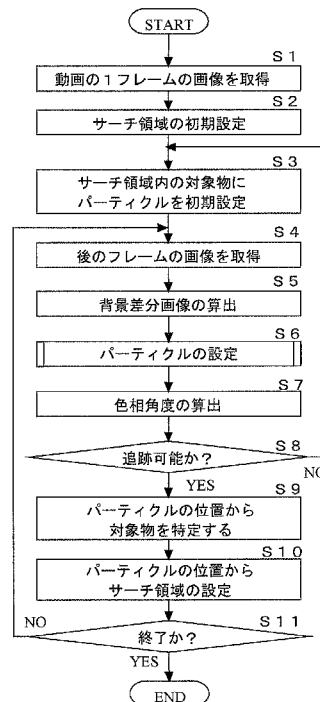 START
S1
動画の1フレームの画像を取得
S2
サーチ領域の初期設定
S3
サーチ領域内の対象物に
パーティクルを初期設定
S4
後のフレームの画像を取得
S5
背景差分画像の算出
S6
パーティクルの設定
S7
色相角度の算出
S8
追跡可能か?
NO
YES
S9
パーティクルの位置から
対象物を特定する
S10
パーティクルの位置から
サーチ領域の設定
S11
NO
終了か?
YES
END